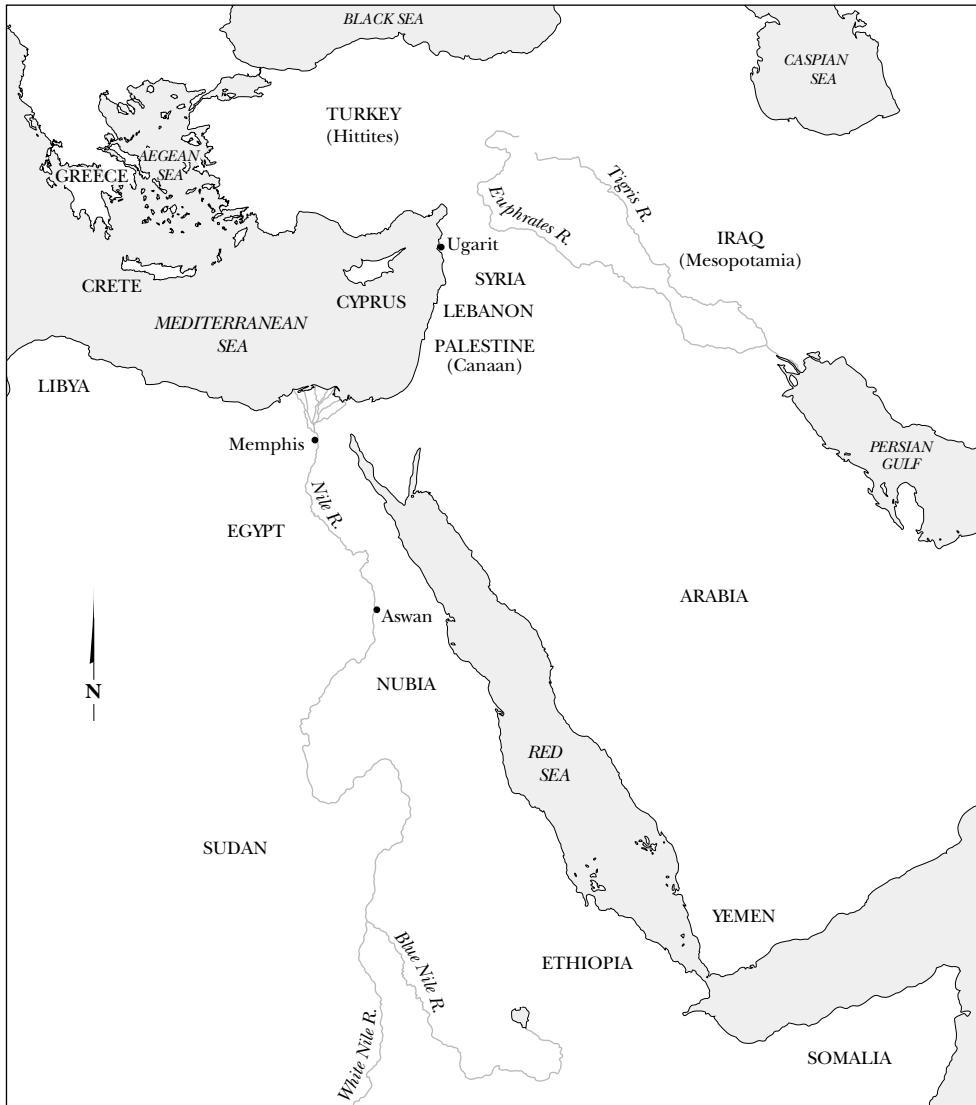 BLACK SEA
CASPIAN
SEA
TURKEY
(Hittites)
AEGEAN
SEA
GREECE
Tigris R.
Euphrates R.
IRAQ
(Mesopotamia)
Ugarit
SYRIA
CRETE
CYPRUS
LEBANON
MEDITERRANEAN
SEA
PALESTINE
(Canaan)
LIBYA
Memphis
PERSIAN
GULF
Nile R.
EGYPT
ARABIA
Aswan
N
NUBIA
RED
SEA
SUDAN
YEMEN
Blue Nile R.
ETHIOPIA
White Nile R.
SOMALIA